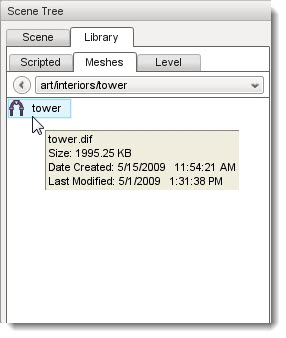 Scene Tree
Scene Library
Scripted Meshes Level
art/interiors/tower
tower
tower.dif
Size: 1995.25 KB
Date Created: 5/15/2009 11:54:21 AM
Last Modified: 5/1/2009 1:31:38 PM